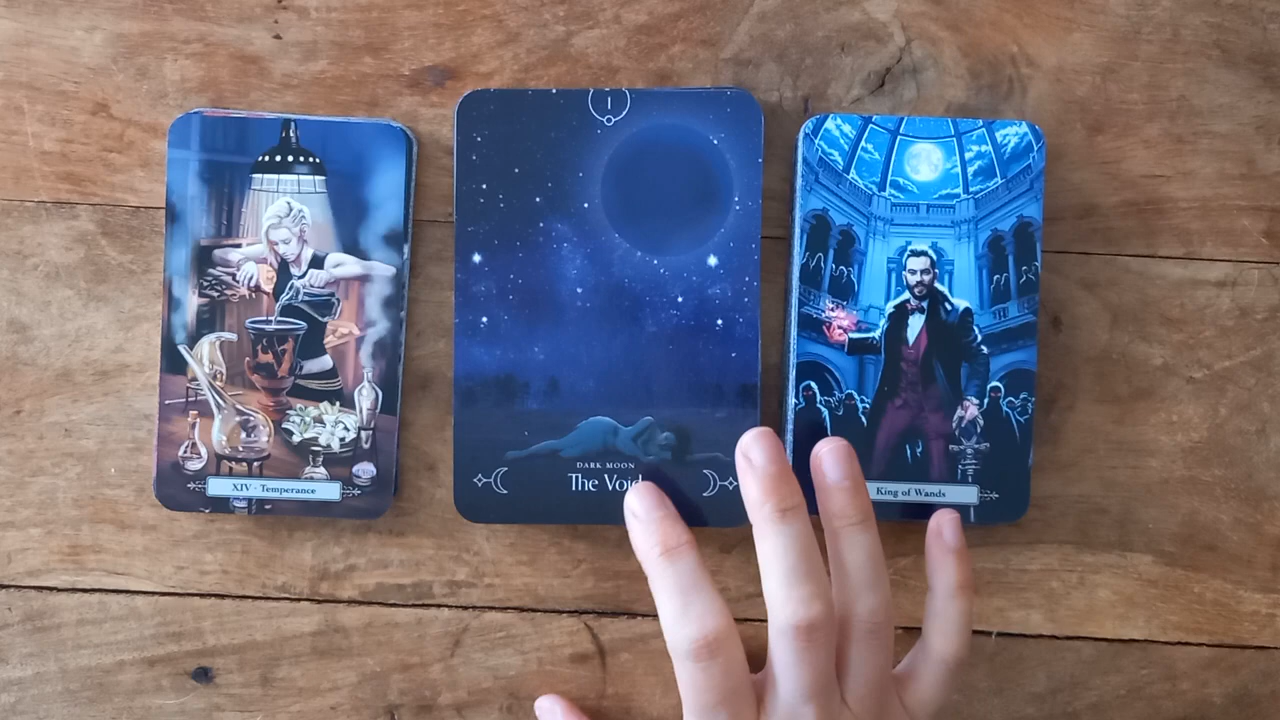 XIV · Temperance
I
DARK MOON
The Void
King of Wands